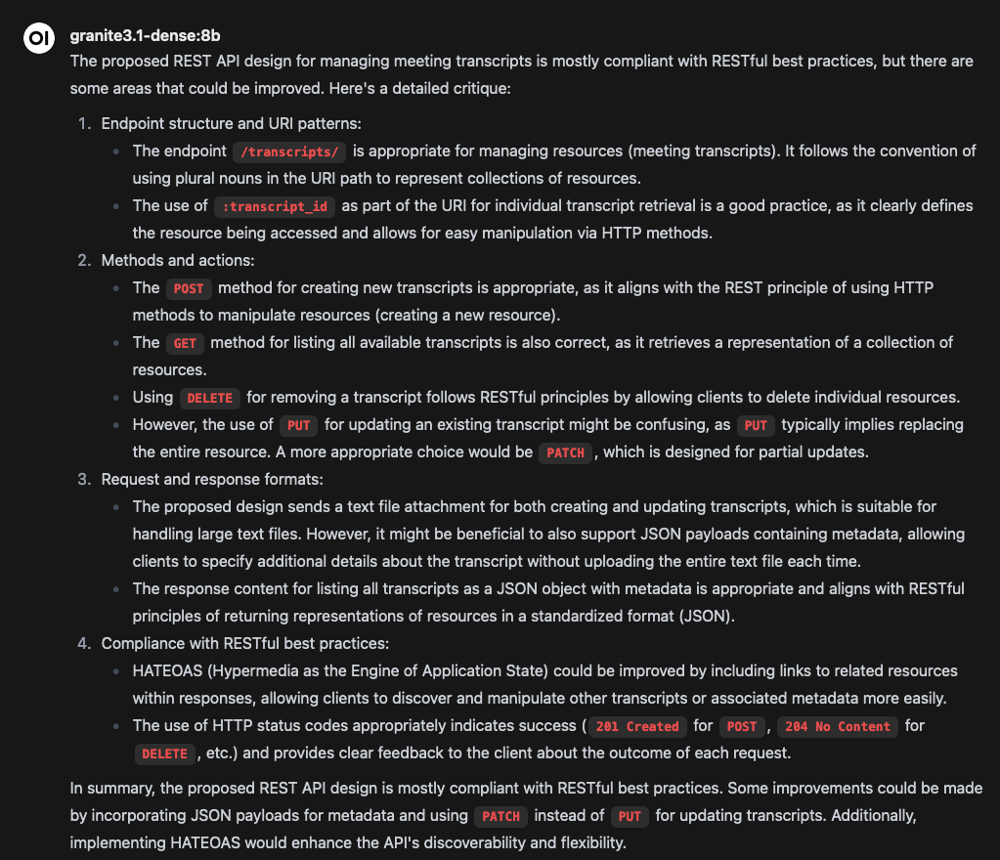 OI
granite3.1-dense:8b
The proposed REST API design for managing meeting transcripts is mostly compliant with RESTful best practices, but there are
some areas that could be improved. Here's a detailed critique:
1. Endpoint structure and URI patterns:
• The endpoint /transcripts/ is appropriate for managing resources (meeting transcripts). It follows the convention of
using plural nouns in the URI path to represent collections of resources.
• The use of :transcript_id as part of the URI for individual transcript retrieval is a good practice, as it clearly defines
the resource being accessed and allows for easy manipulation via HTTP methods.
2. Methods and actions:
• The POST method for creating new transcripts is appropriate, as it aligns with the REST principle of using HTTP
methods to manipulate resources (creating a new resource).
• The GET method for listing all available transcripts is also correct, as it retrieves a representation of a collection of
resources.
• Using DELETE for removing a transcript follows RESTful principles by allowing clients to delete individual resources.
• However, the use of PUT for updating an existing transcript might be confusing, as PUT typically implies replacing
the entire resource. A more appropriate choice would be PATCH, which is designed for partial updates.
3. Request and response formats:
• The proposed design sends a text file attachment for both creating and updating transcripts, which is suitable for
handling large text files. However, it might be beneficial to also support JSON payloads containing metadata, allowing
clients to specify additional details about the transcript without uploading the entire text file each time.
• The response content for listing all transcripts as a JSON object with metadata is appropriate and aligns with RESTful
principles of returning representations of resources in a standardized format (JSON).
4. Compliance with RESTful best practices:
• HATEOAS (Hypermedia as the Engine of Application State) could be improved by including links to related resources
within responses, allowing clients to discover and manipulate other transcripts or associated metadata more easily.
• The use of HTTP status codes appropriately indicates success (201 Created for POST, 204 No Content for
DELETE, etc.) and provides clear feedback to the client about the outcome of each request.
In summary, the proposed REST API design is mostly compliant with RESTful best practices. Some improvements could be made
by incorporating JSON payloads for metadata and using PATCH instead of PUT for updating transcripts. Additionally,
implementing HATEOAS would enhance the API's discoverability and flexibility.